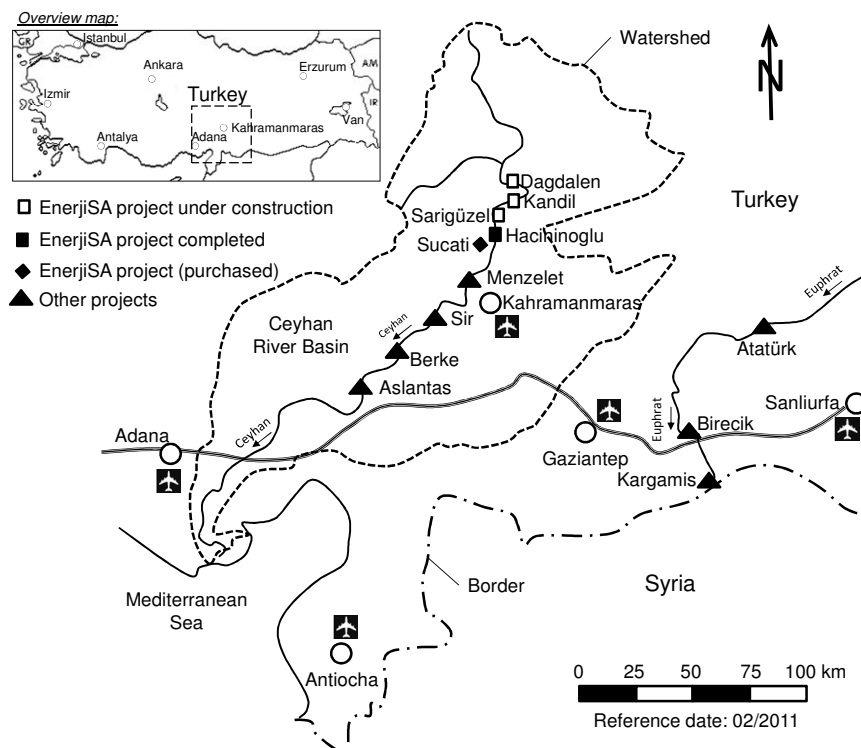 Overview map:
GR
Istanbul
Ankara
Erzurum
AM
Turkey
IR
Izmir
Van
Kahramanmaras
Antalya
Adana
EnerjiSA project under construction
EnerjiSA project completed
EnerjiSA project (purchased)
Other projects
Watershed
N
Dagdalen
Kandil
Turkey
Sarigüzel
Hacininoglu
Sucati
Menzelet
Kahramanmaras
Euphrat
Ceyhan
River Basin
Ceyhan
Sir
Atatürk
Berke
Aslantas
Sanliurfa
Ceyhan
Adana
Euphrat
Birecik
Gaziantep
Kargamis
Border
Syria
Mediterranean
Sea
Antiocha
0 25 50 75 100 km
Reference date: 02/2011